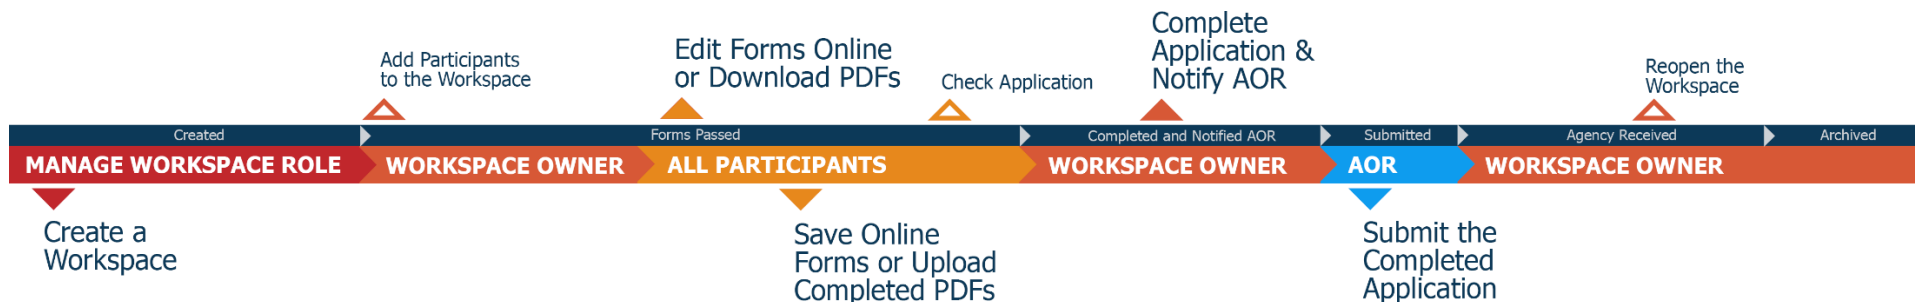 Add Participants
to the Workspace
Edit Forms Online
or Download PDFs
Check Application
Complete
Application &
Notify AOR
Reopen the
Workspace
Created
Forms Passed
Completed and Notified AOR
Submitted
Agency Received
Archived
MANAGE WORKSPACE ROLE
WORKSPACE OWNER
ALL PARTICIPANTS
WORKSPACE OWNER
AOR
WORKSPACE OWNER
Create a
Workspace
Save Online
Forms or Upload
Completed PDFs
Submit the
Completed
Application